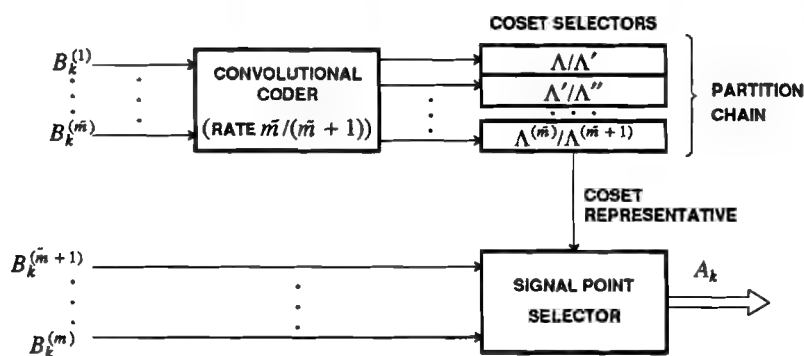 COSET SELECTORS
B_k^{(1)}
CONVOLUTIONAL
CODER
(RATE m̃/(m̃ + 1))
B_k^{(m̃)}
Λ/Λ′
Λ′/Λ″
Λ^{(m̃)}/Λ^{(m̃ + 1)}
PARTITION
CHAIN
COSET
REPRESENTATIVE
B_k^{(m̃ + 1)}
B_k^{(m)}
SIGNAL POINT
SELECTOR
A_k